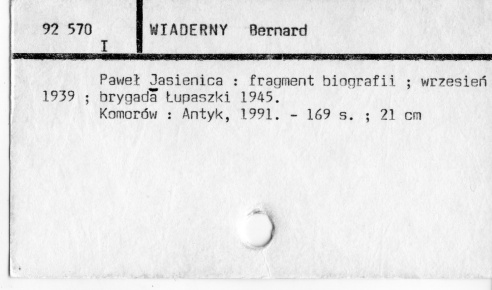 92 570 WIADERNY Bernard
I
Paweł Jasienica : fragment biografii ; wrzesień
1939 ; brygada Łupaszki 1945.
Komorów : Antyk, 1991. - 169 s. ; 21 cm